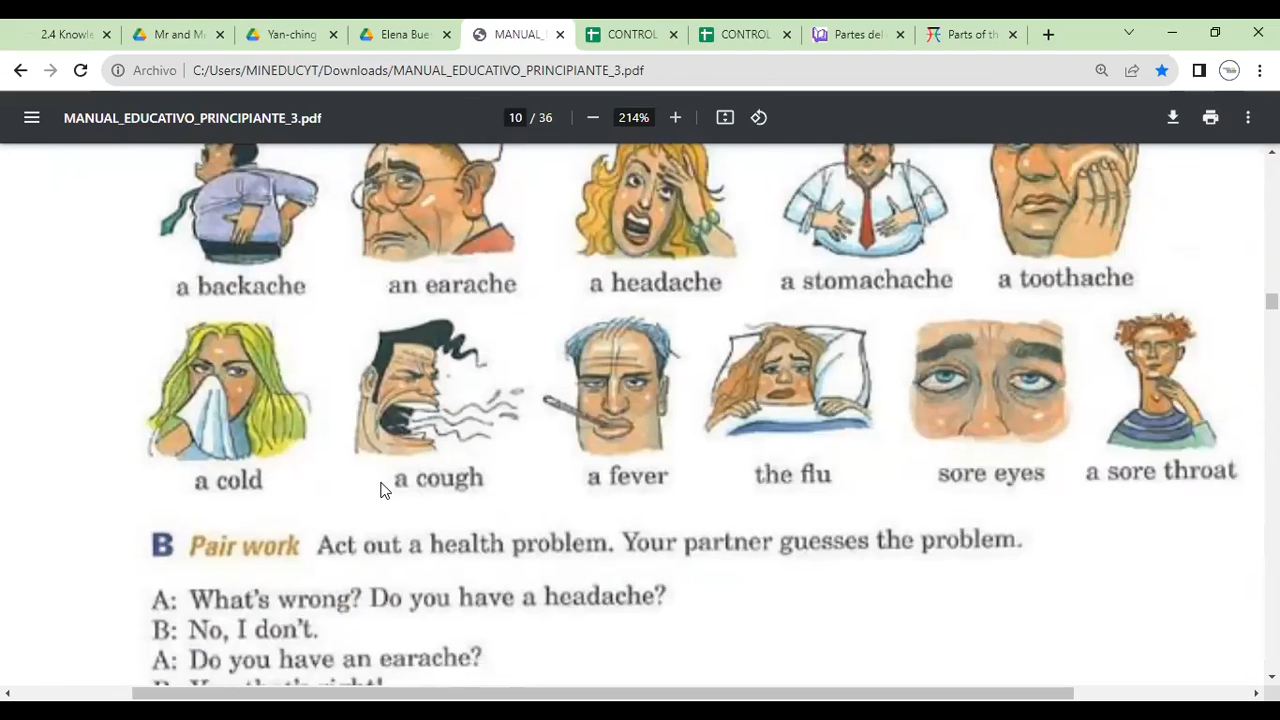 2.4 Knowle
Mr and M
Yan-ching
Elena Bue
MANUAL_
CONTROL
CONTROL
Partes del
Parts of th
Archivo C:/Users/MINEDUCYT/Downloads/MANUAL_EDUCATIVO_PRINCIPIANTE_3.pdf
MANUAL_EDUCATIVO_PRINCIPIANTE_3.pdf 10 / 36 214%
a backache an earache a headache a stomachache a toothache
a cold a cough a fever the flu sore eyes a sore throat
B Pair work Act out a health problem. Your partner guesses the problem.
A: What's wrong? Do you have a headache?
B: No, I don't.
A: Do you have an earache?